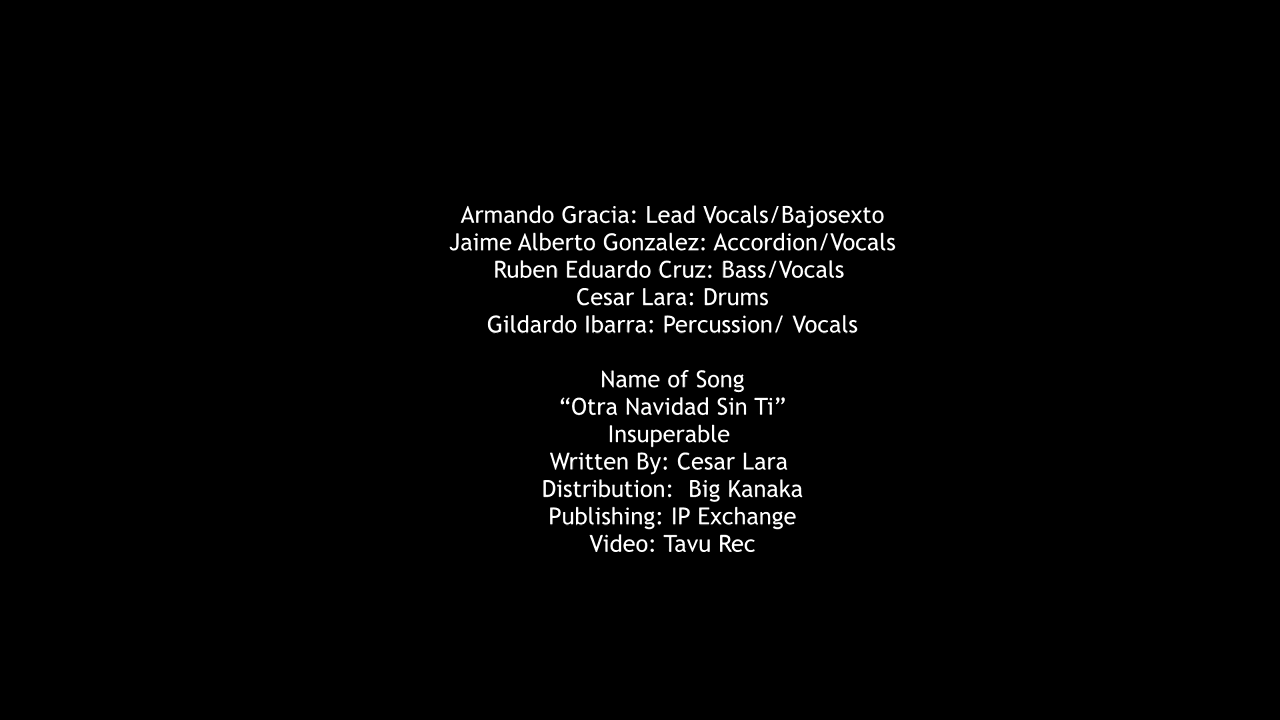 Armando Gracia: Lead Vocals/Bajosexto
Jaime Alberto Gonzalez: Accordion/Vocals
Ruben Eduardo Cruz: Bass/Vocals
Cesar Lara: Drums
Gildardo Ibarra: Percussion/ Vocals
Name of Song
“Otra Navidad Sin Ti”
Insuperable
Written By: Cesar Lara
Distribution:  Big Kanaka
Publishing: IP Exchange
Video: Tavu Rec